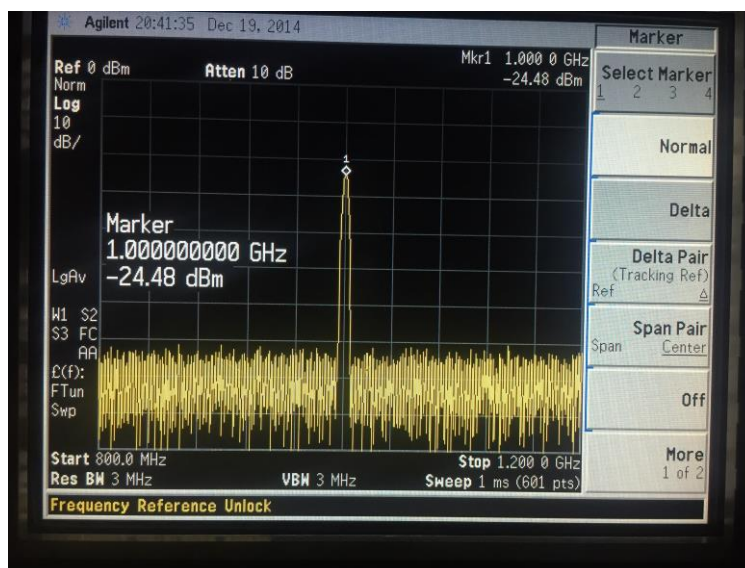 Agilent 20:41:35 Dec 19, 2014
Marker
Ref 0 dBm
Atten 10 dB
Mkr1 1.000 0 GHz
-24.48 dBm
Norm
Log
10
dB/
1
Marker
1.000000000 GHz
-24.48 dBm
LgAv
W1 S2
S3 FC
AA
£(f):
FTun
Swp
Start 800.0 MHz
Stop 1.200 0 GHz
Res BW 3 MHz
VBW 3 MHz
Sweep 1 ms (601 pts)
Frequency Reference Unlock
Select Marker
1 2 3 4
Normal
Delta
Delta Pair
(Tracking Ref)
Ref Δ
Span Pair
Span Center
Off
More
1 of 2